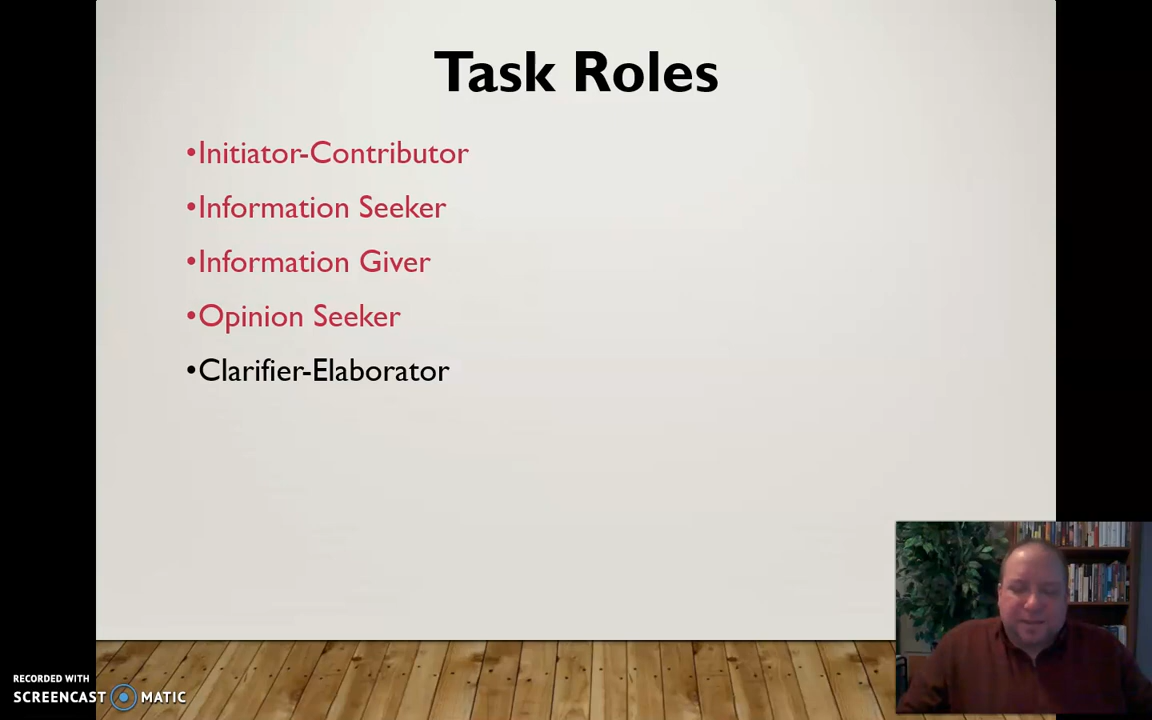 Task Roles
•Initiator-Contributor
•Information Seeker
•Information Giver
•Opinion Seeker
•Clarifier-Elaborator
RECORDED WITH
SCREENCAST MATIC